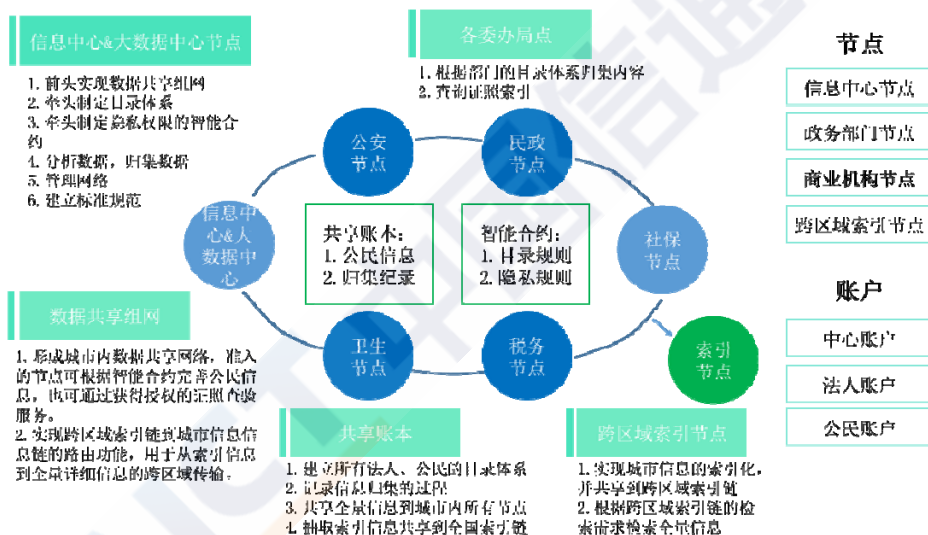 信息中心&大数据中心节点
1. 前头实现数据共享组网
2. 牵头制定目录体系
3. 牵头制定隐私权限的智能合
约
4. 分析数据，归集数据
5. 管理网络
6. 建立标准规范
各委办局点
1. 根据部门的目录体系归集内容
2. 查询证照索引
公安
节点
民政
节点
信息中
心&大
数据中
心
共享账本：
1. 公民信息
2. 归集纪录
智能合约：
1. 目录规则
2. 隐私规则
社保
节点
卫生
节点
税务
节点
索引
节点
数据共享组网
1. 形成城市内数据共享网络，准入
的节点可根据智能合约完善公民信
息，也可通过获得授权的证照查验
服务。
2. 实现跨区域索引链到城市信息信
息链的路由功能，用于从索引信息
到全量详细信息的跨区域传输。
共享账本
1. 建立所有法人、公民的目录体系
2. 记录信息归集的过程
3. 共享全量信息到城市内所有节点
4. 抽取索引信息共享到全国索引链
跨区域索引节点
1. 实现城市信息的索引化，
并共享到跨区域索引链
2. 根据跨区域索引链的检
索需求检索全量信息
节点
信息中心节点
政务部门节点
商业机构节点
跨区域索引节点
账户
中心账户
法人账户
公民账户